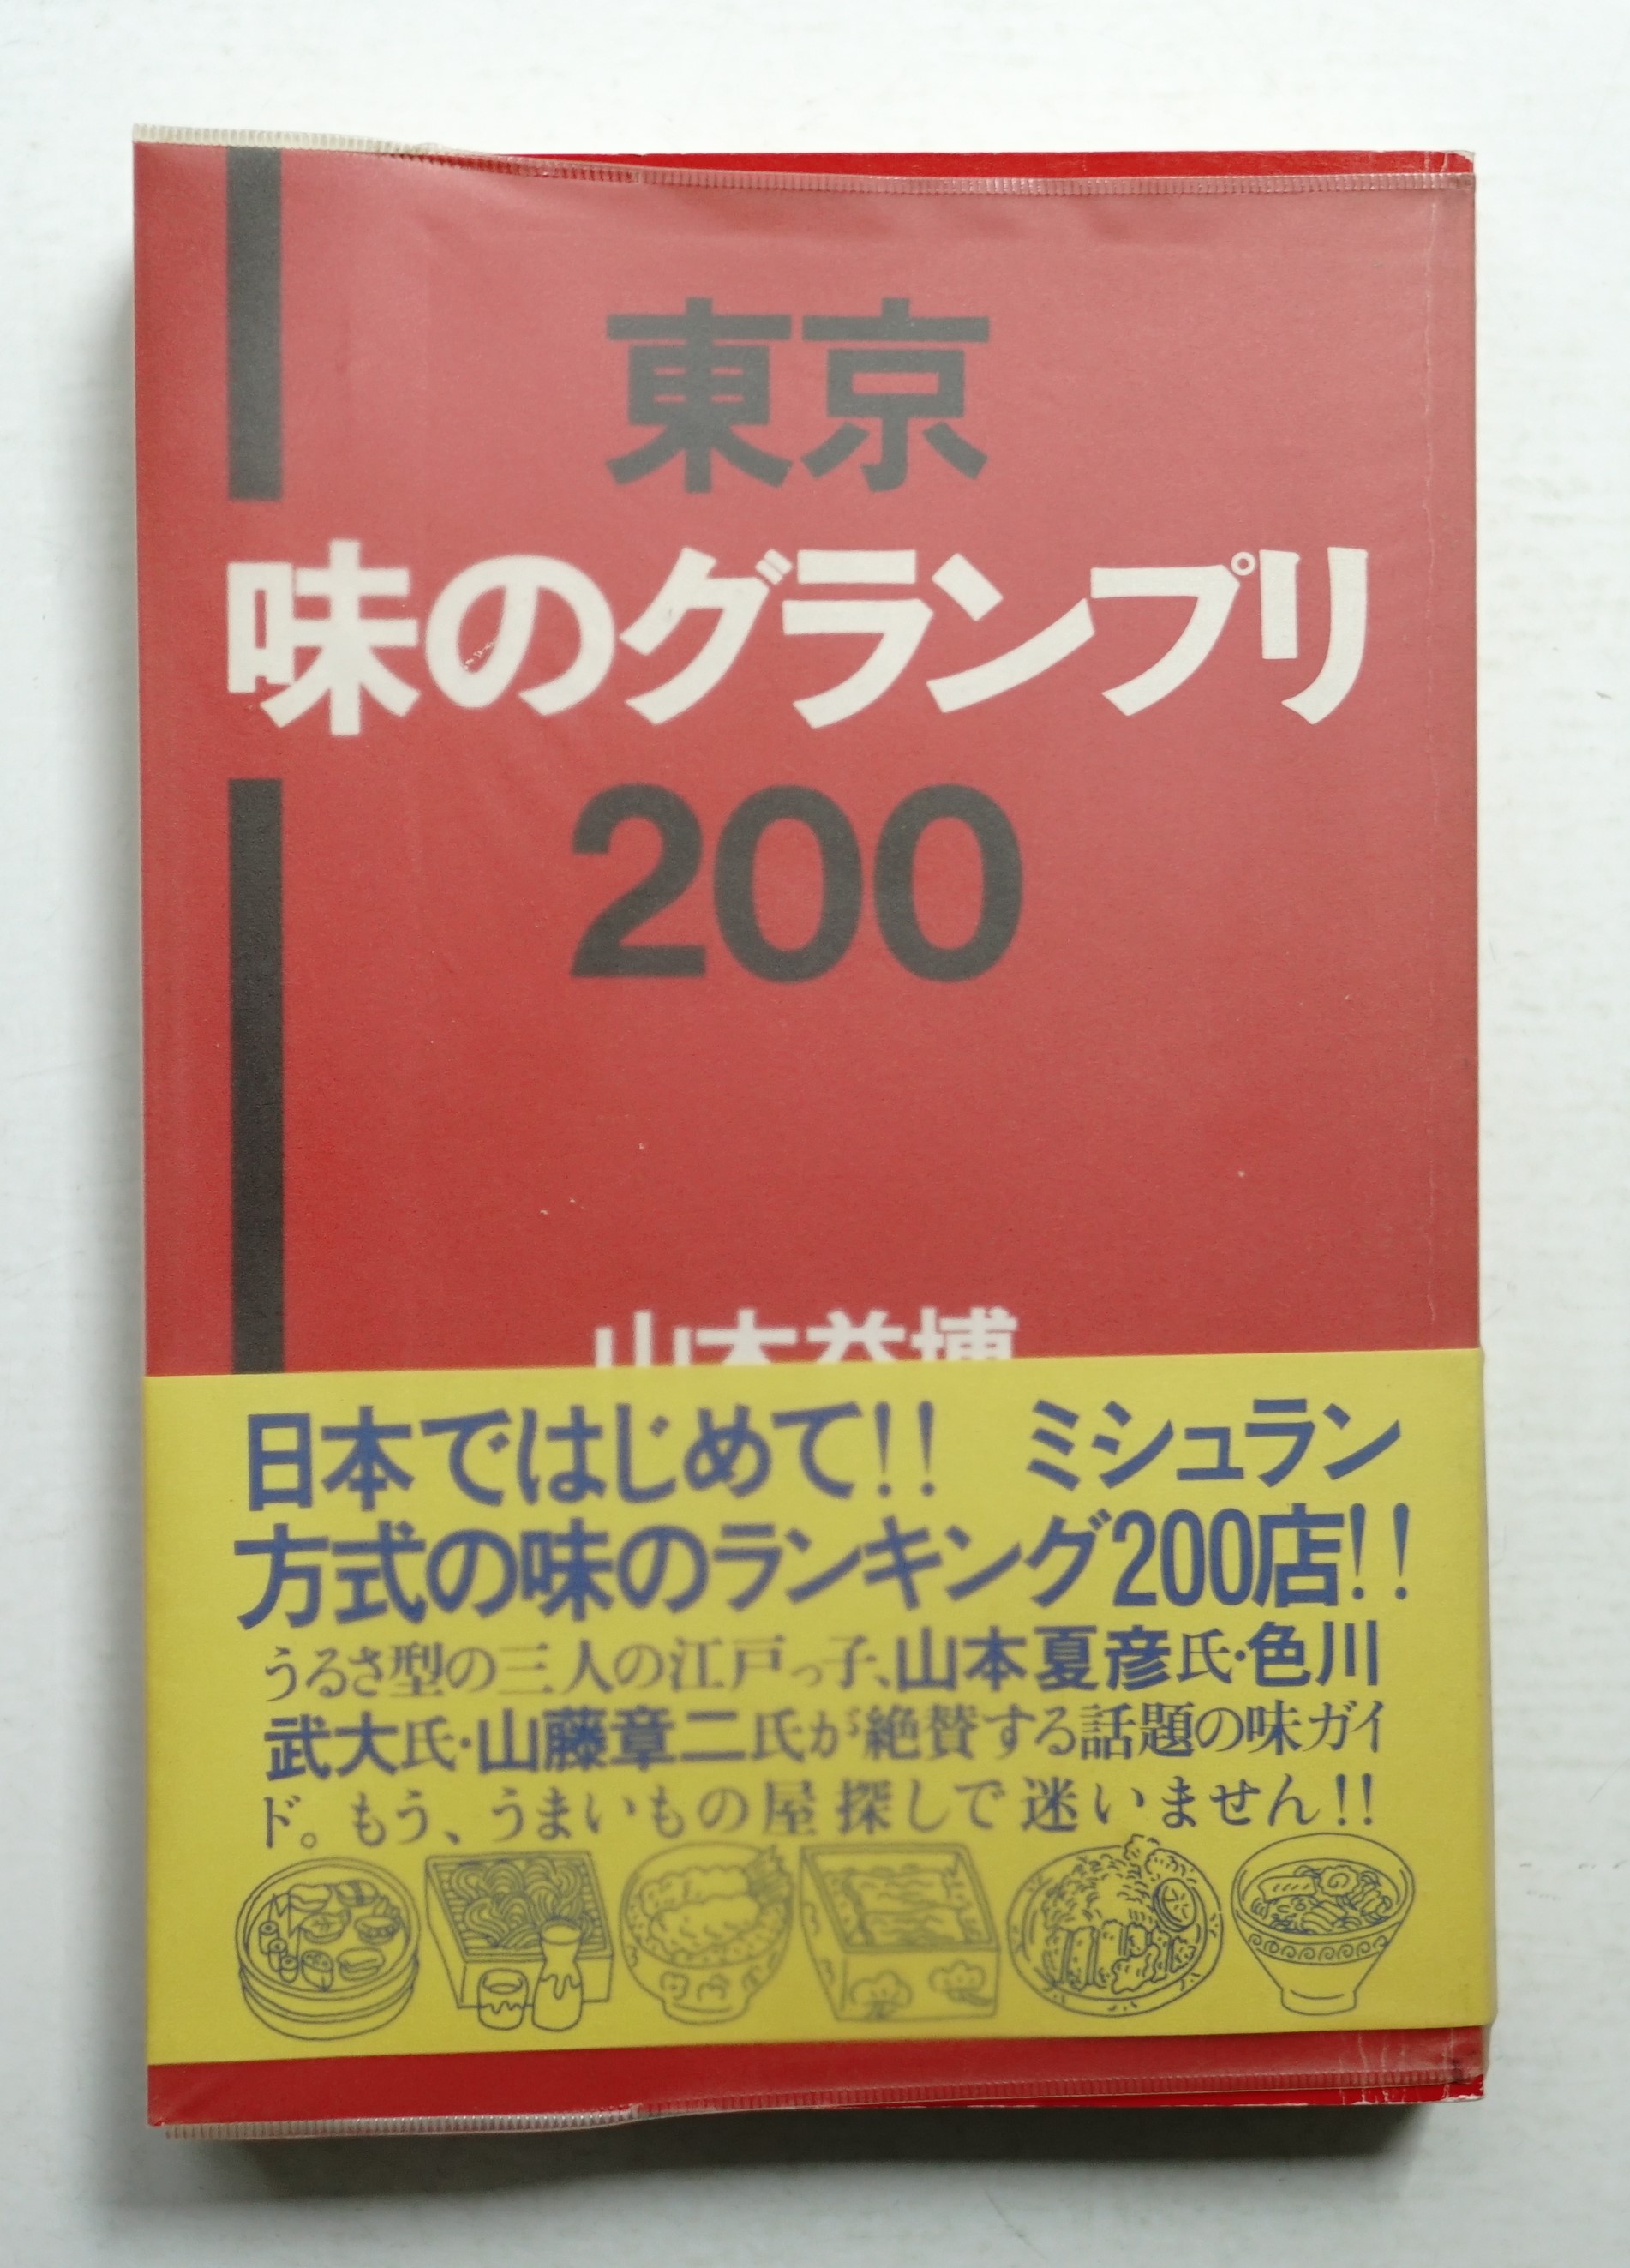 東京
味のグランプリ
200
山本益博
日本ではじめて!!　ミシュラン
方式の味のランキング200店!!
うるさ型の三人の江戸っ子、山本夏彦氏・色川
武大氏・山藤章二氏が絶賛する話題の味ガイ
ド。もう、うまいもの屋探しで迷いません!!